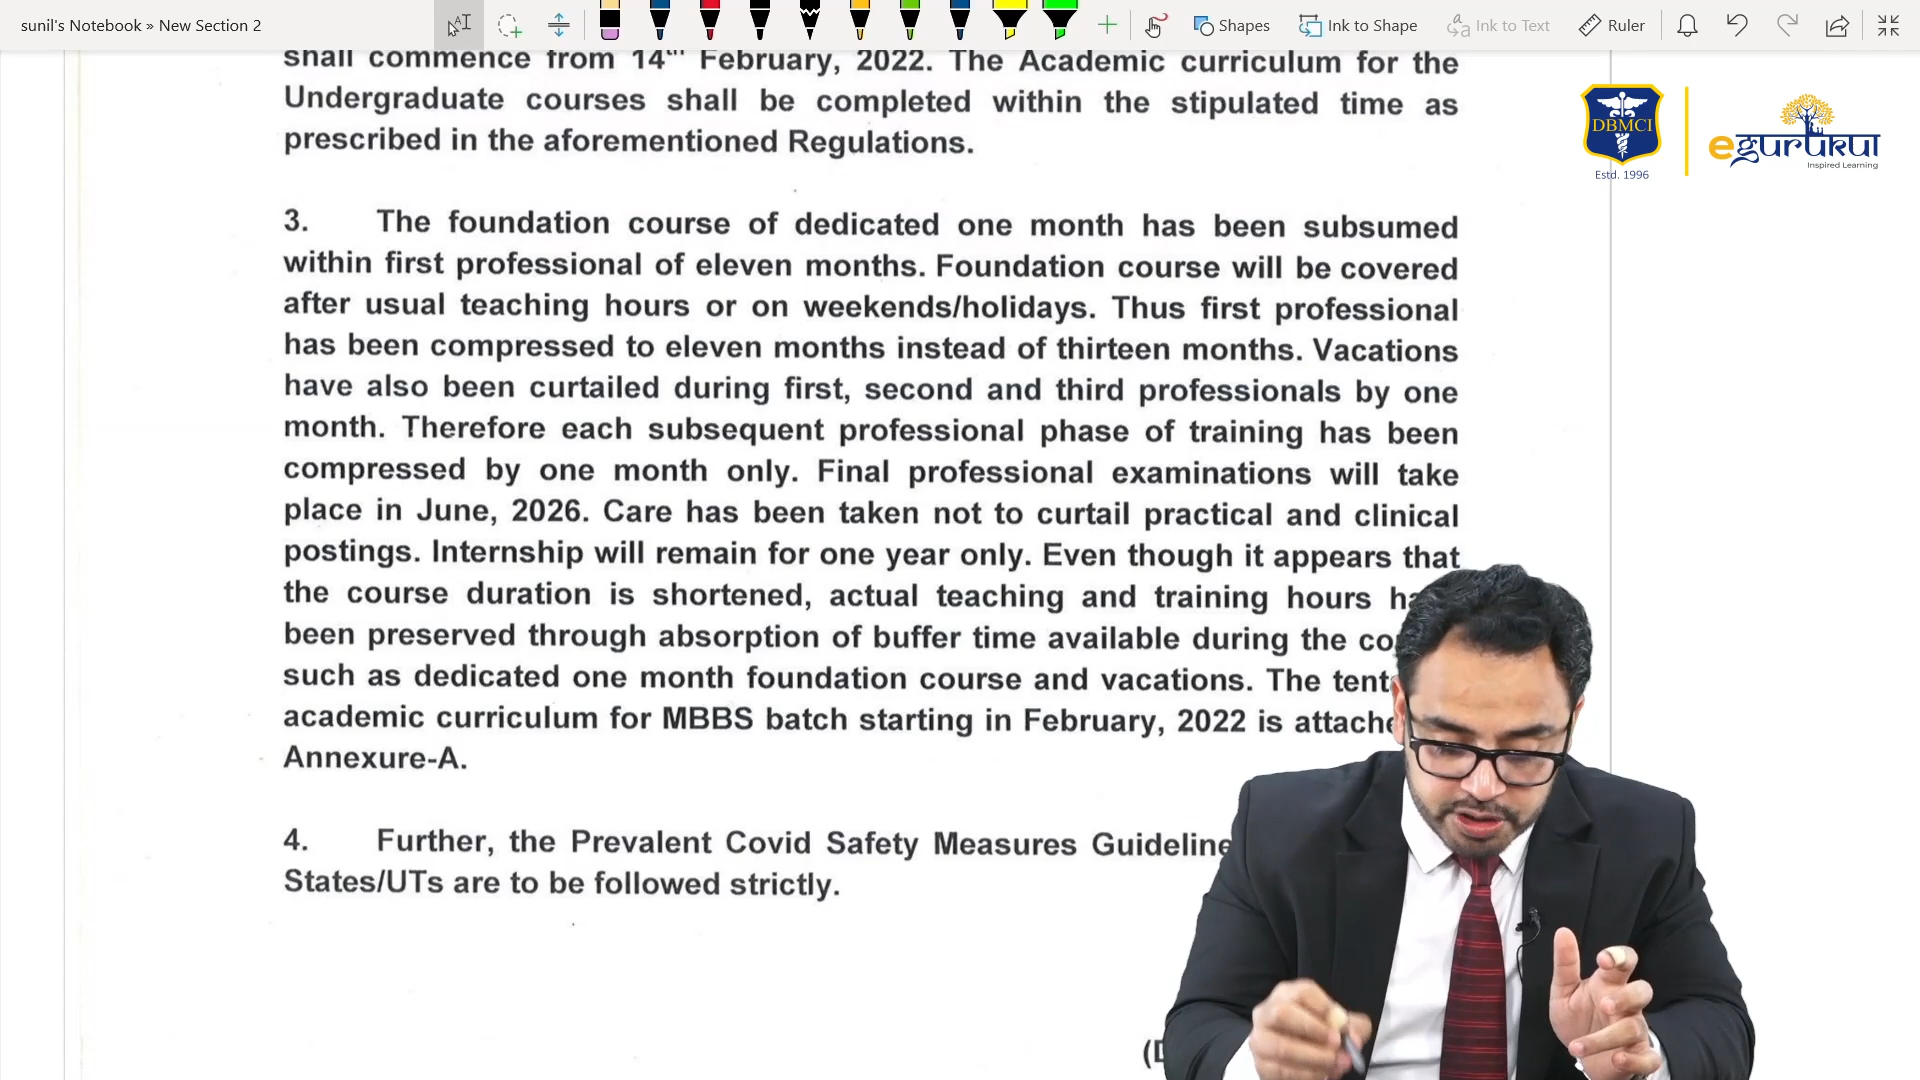 sunil's Notebook » New Section 2
Shapes
Ink to Shape
Ink to Text
Ruler
shall commence from 14th February, 2022. The Academic curriculum for the
Undergraduate courses shall be completed within the stipulated time as
prescribed in the aforementioned Regulations.
DBMCI
Estd. 1996
egurukul
Inspired Learning
3. The foundation course of dedicated one month has been subsumed
within first professional of eleven months. Foundation course will be covered
after usual teaching hours or on weekends/holidays. Thus first professional
has been compressed to eleven months instead of thirteen months. Vacations
have also been curtailed during first, second and third professionals by one
month. Therefore each subsequent professional phase of training has been
compressed by one month only. Final professional examinations will take
place in June, 2026. Care has been taken not to curtail practical and clinical
postings. Internship will remain for one year only. Even though it appears that
the course duration is shortened, actual teaching and training hours
been preserved through absorption of buffer time available during the
such as dedicated one month foundation course and vacations. The
academic curriculum for MBBS batch starting in February, 2022 is
Annexure-A.
4. Further, the Prevalent Covid Safety Measures
States/UTs are to be followed strictly.